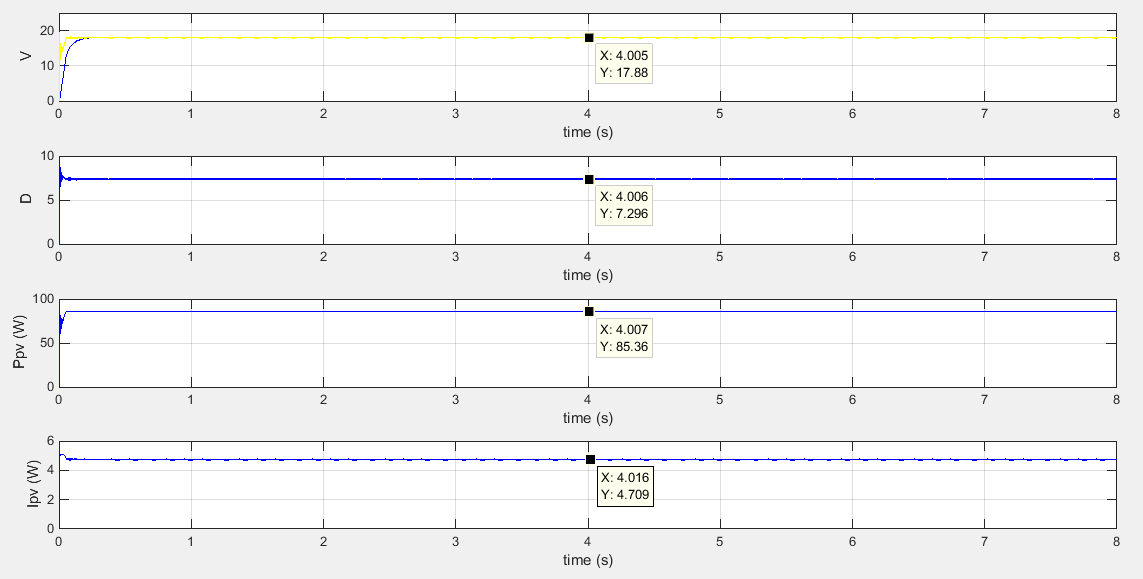 V
20
10
0
X: 4.005
Y: 17.88
0 1 2 3 4 5 6 7 8
time (s)
D
10
5
0
X: 4.006
Y: 7.296
0 1 2 3 4 5 6 7 8
time (s)
Ppv (W)
100
50
0
X: 4.007
Y: 85.36
0 1 2 3 4 5 6 7 8
time (s)
Ipv (W)
6
4
2
0
X: 4.016
Y: 4.709
0 1 2 3 4 5 6 7 8
time (s)